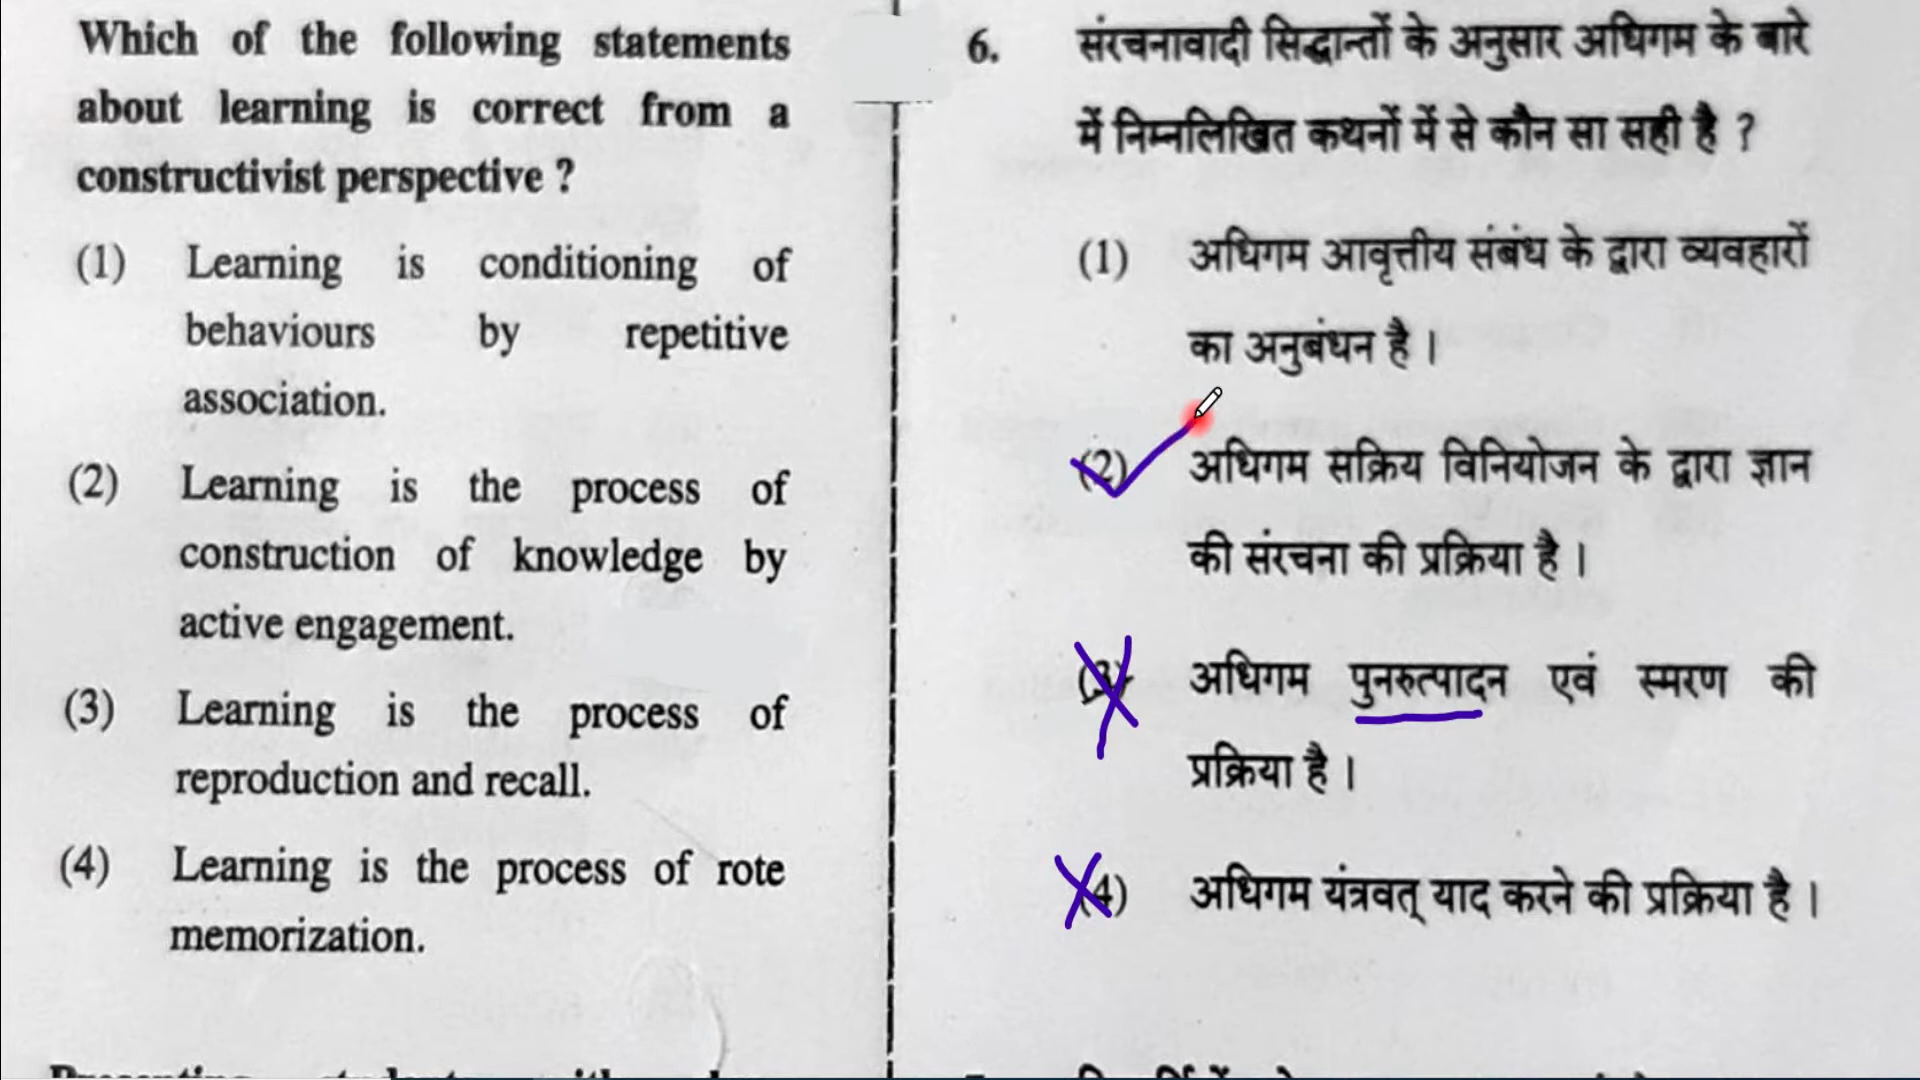 Which of the following statements
about learning is correct from a
constructivist perspective ?
(1) Learning is conditioning of
behaviours by repetitive
association.
(2) Learning is the process of
construction of knowledge by
active engagement.
(3) Learning is the process of
reproduction and recall.
(4) Learning is the process of rote
memorization.
6. संरचनावादी सिद्धान्तों के अनुसार अधिगम के बारे
में निम्नलिखित कथनों में से कौन सा सही है ?
(1) अधिगम आवृत्तीय संबंध के द्वारा व्यवहारों
का अनुबंधन है ।
(2) अधिगम सक्रिय विनियोजन के द्वारा ज्ञान
की संरचना की प्रक्रिया है ।
(3) अधिगम पुनरुत्पादन एवं स्मरण की
प्रक्रिया है ।
(4) अधिगम यंत्रवत् याद करने की प्रक्रिया है ।